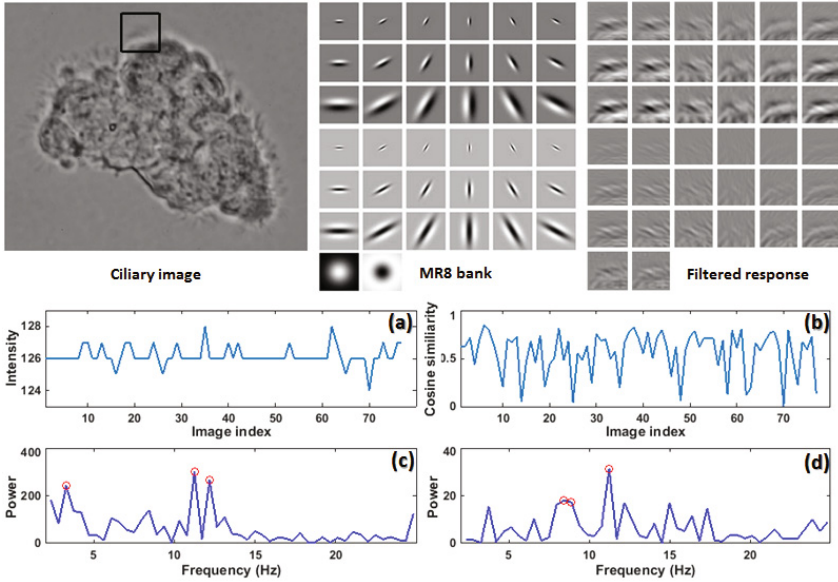 Ciliary image
MR8 bank
Filtered response
(a)
Intensity
128
126
124
10 20 30 40 50 60 70
Image index
(b)
Cosine similiarity
1
0.5
0
10 20 30 40 50 60 70
Image index
(c)
Power
400
200
0
5 10 15 20
Frequency (Hz)
(d)
Power
40
20
0
5 10 15 20
Frequency (Hz)